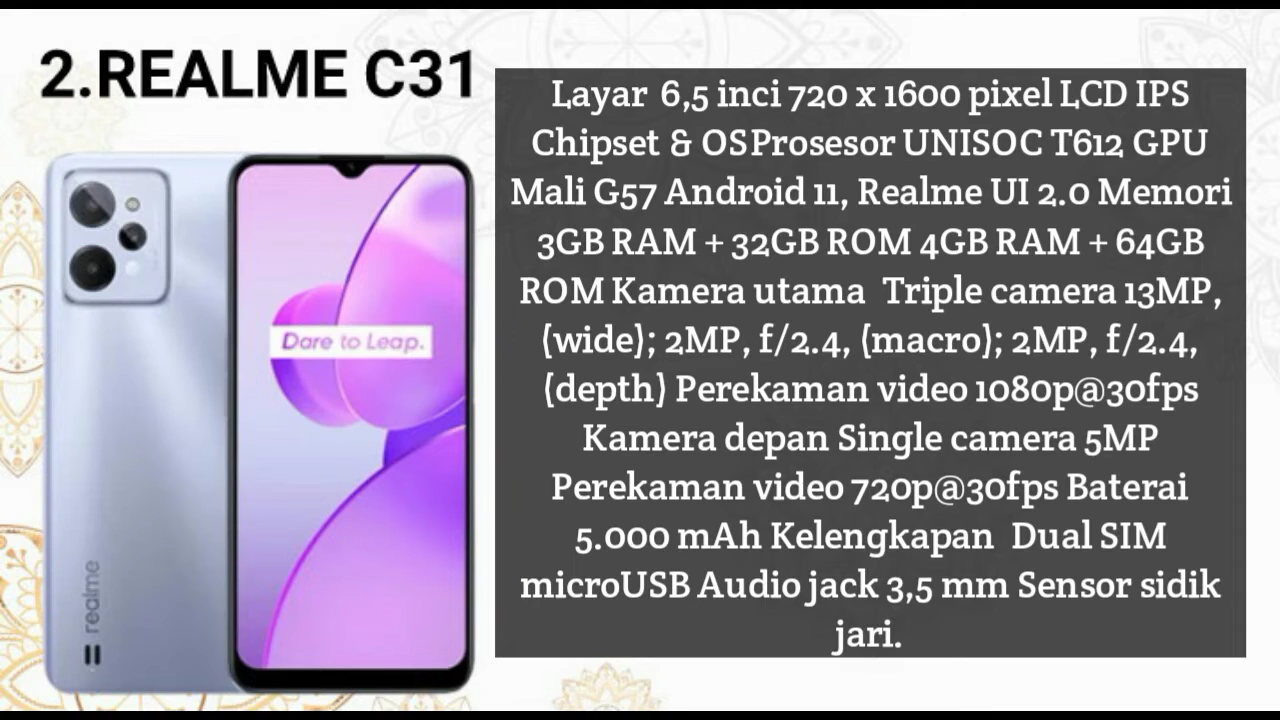 2.REALME C31
Layar 6,5 inci 720 x 1600 pixel LCD IPS
Chipset & OSProsesor UNISOC T612 GPU
Mali G57 Android 11, Realme UI 2.0 Memori
3GB RAM + 32GB ROM 4GB RAM + 64GB
ROM Kamera utama Triple camera 13MP,
(wide); 2MP, f/2.4, (macro); 2MP, f/2.4,
(depth) Perekaman video 1080p@30fps
Kamera depan Single camera 5MP
Perekaman video 720p@30fps Baterai
5.000 mAh Kelengkapan Dual SIM
microUSB Audio jack 3,5 mm Sensor sidik
jari.
Dare to Leap.
realme